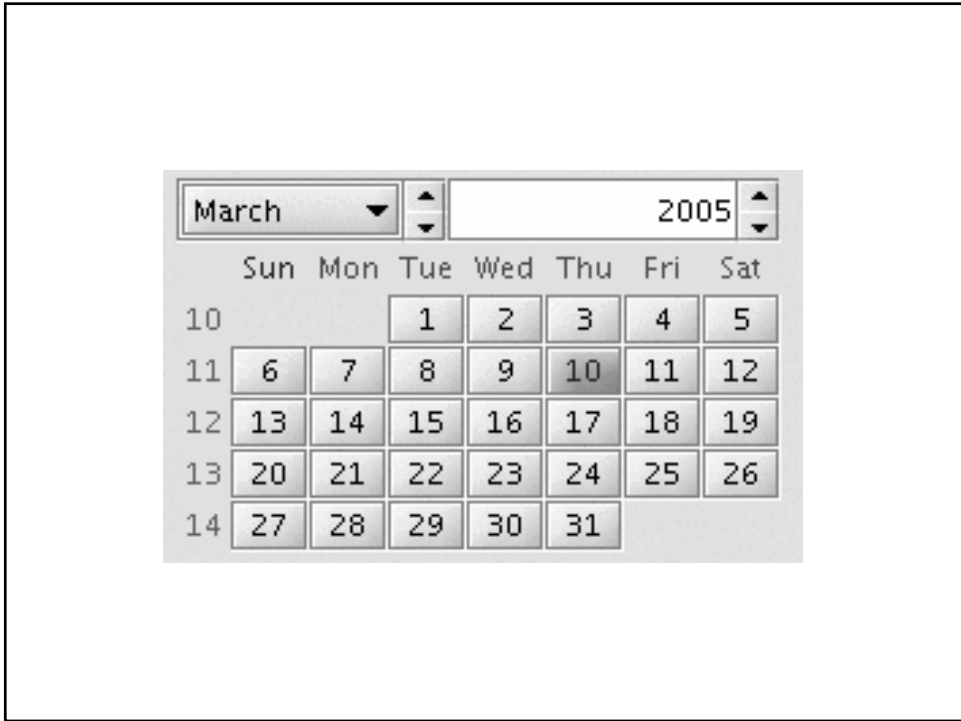 March 2005
Sun Mon Tue Wed Thu Fri Sat
10 1 2 3 4 5
11 6 7 8 9 10 11 12
12 13 14 15 16 17 18 19
13 20 21 22 23 24 25 26
14 27 28 29 30 31